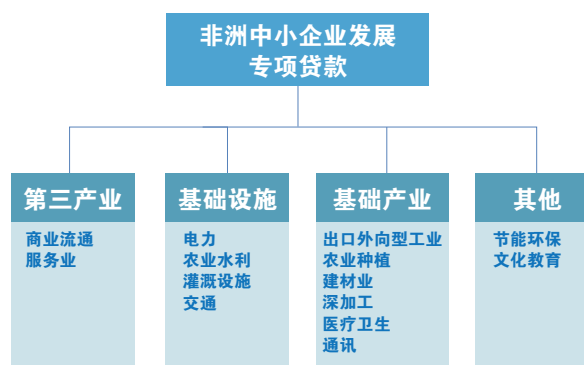 非洲中小企业发展
专项贷款
第三产业
商业流通
服务业
基础设施
电力
农业水利
灌溉设施
交通
基础产业
出口外向型工业
农业种植
建材业
深加工
医疗卫生
通讯
其他
节能环保
文化教育